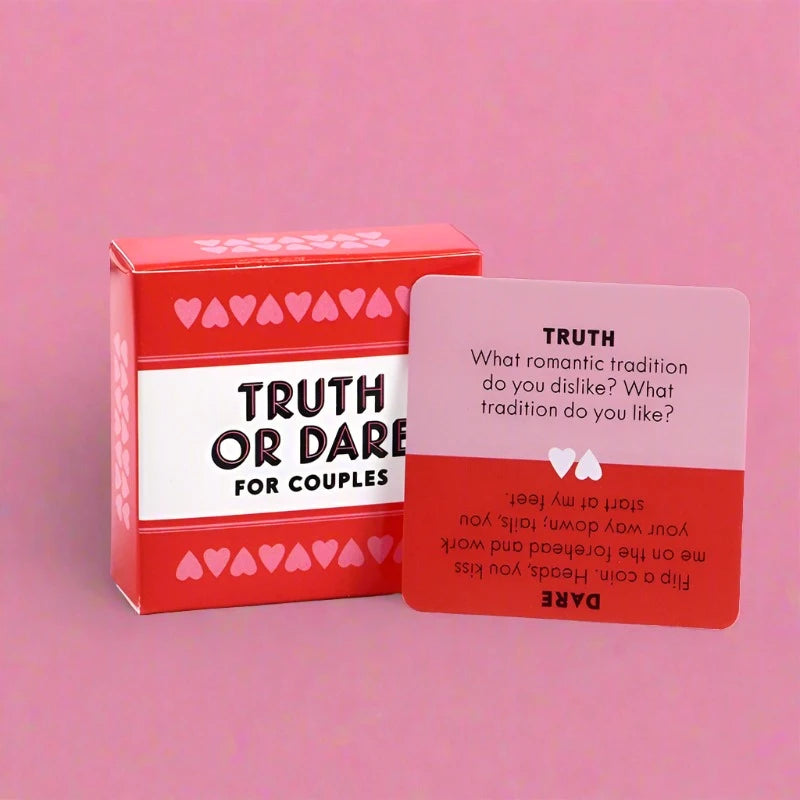 TRUTH
OR DARE
FOR COUPLES
TRUTH
What romantic tradition
do you dislike? What
tradition do you like?
DARE
Flip a coin. Heads, you kiss
me on the forehead and work
your way down; tails, you
start at my feet.